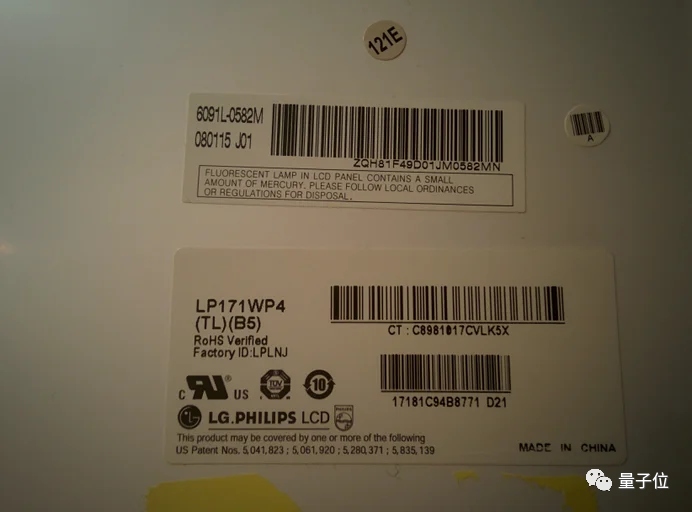 121E
6091L-0582M
080115 J01
ZQH81F49D01JM0582MN
FLUORESCENT LAMP IN LCD PANEL CONTAINS A SMALL
AMOUNT OF MERCURY. PLEASE FOLLOW LOCAL ORDINANCES
OR REGULATIONS FOR DISPOSAL.
A
LP171WP4
(TL)(B5)
RoHS Verified
Factory ID:LPLNJ
CT : C8981017CVLK5X
17181C94B8771 D21
C RU ® US
TUV
10
LG.PHILIPS LCD
PHILIPS
This product may be covered by one or more of the following
US Patent Nos. 5,041,823 ; 5,061,920 ; 5,280,371 ; 5,835,139
MADE IN CHINA
量子位